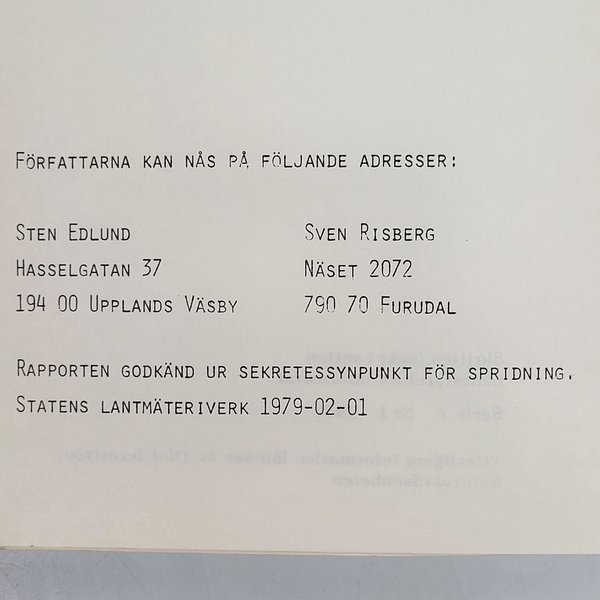 FÖRFATTARNA KAN NÅS PÅ FÖLJANDE ADRESSER:
STEN EDLUND
HASSELGATAN 37
194 00 UPPLANDS VÄSBY
SVEN RISBERG
NÄSET 2072
790 70 FURUDAL
RAPPORTEN GODKÄND UR SEKRETESSYNPUNKT FÖR SPRIDNING.
STATENS LANTMÄTERIVERK 1979-02-01